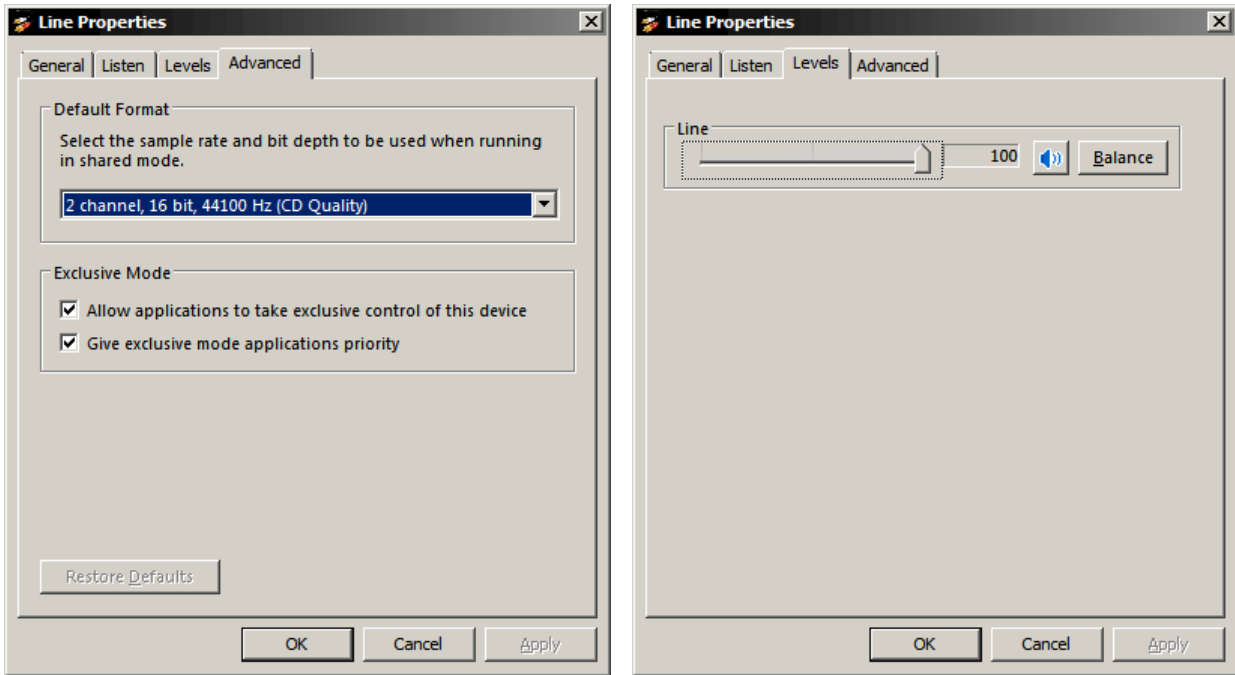 Line Properties
General Listen Levels Advanced
Default Format
Select the sample rate and bit depth to be used when running
in shared mode.
2 channel, 16 bit, 44100 Hz (CD Quality)
Exclusive Mode
Allow applications to take exclusive control of this device
Give exclusive mode applications priority
Restore Defaults
OK Cancel Apply
Line Properties
General Listen Levels Advanced
Line
100 Balance
OK Cancel Apply